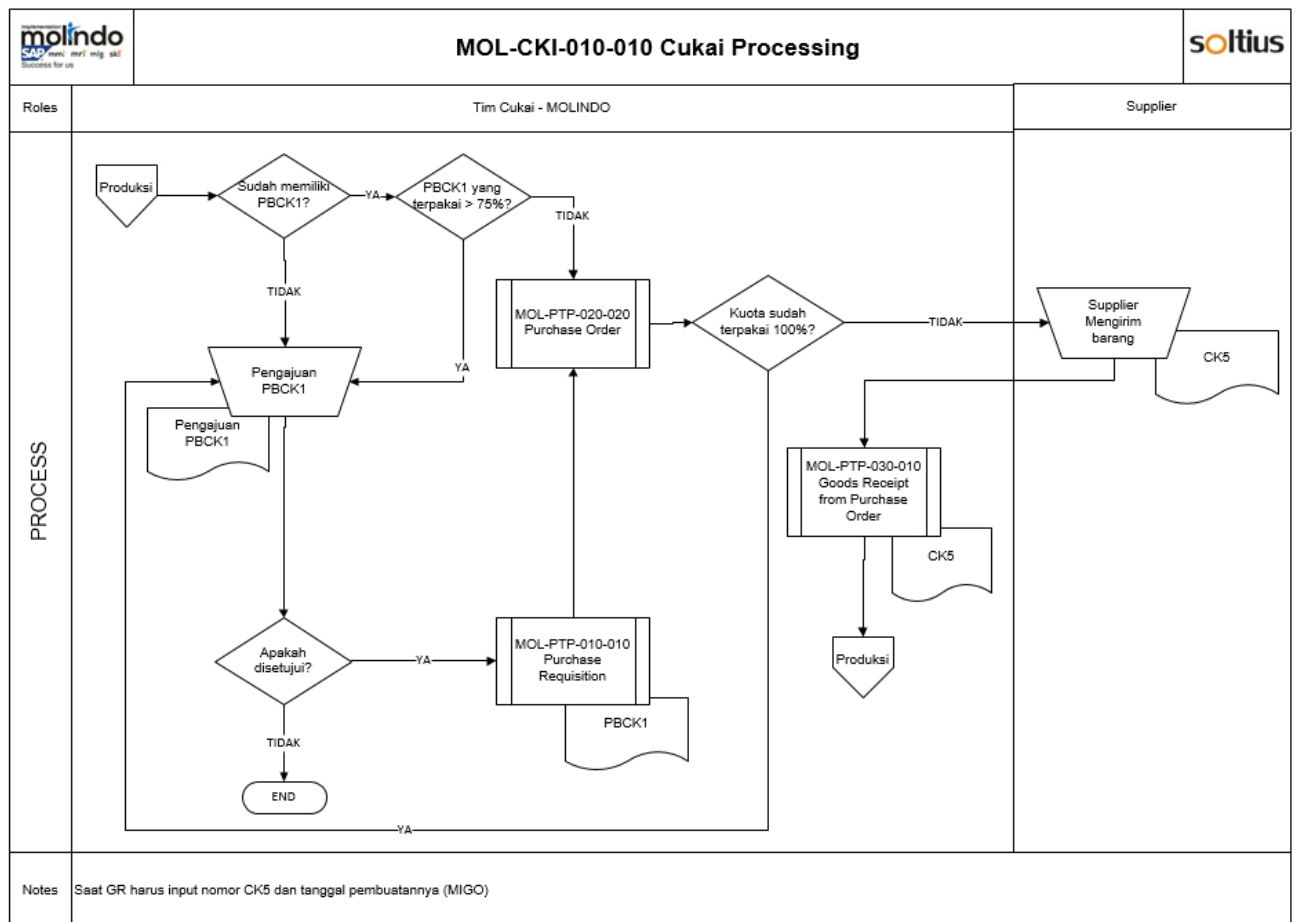 Implementation
molindo
SAP mmi mri mlg ski
Success for us
MOL-CKI-010-010 Cukai Processing
soltius
Roles
Tim Cukai - MOLINDO
Supplier
PROCESS
Produksi
Sudah memiliki
PBCK1?
YA
PBCK1 yang
terpakai > 75%?
TIDAK
TIDAK
YA
MOL-PTP-020-020
Purchase Order
Kuota sudah
terpakai 100%?
TIDAK
Supplier
Mengirim
barang
CK5
Pengajuan
PBCK1
Pengajuan
PBCK1
MOL-PTP-030-010
Goods Receipt
from Purchase
Order
CK5
Apakah
disetujui?
YA
MOL-PTP-010-010
Purchase
Requisition
PBCK1
Produksi
TIDAK
END
YA
Notes
Saat GR harus input nomor CK5 dan tanggal pembuatannya (MIGO)